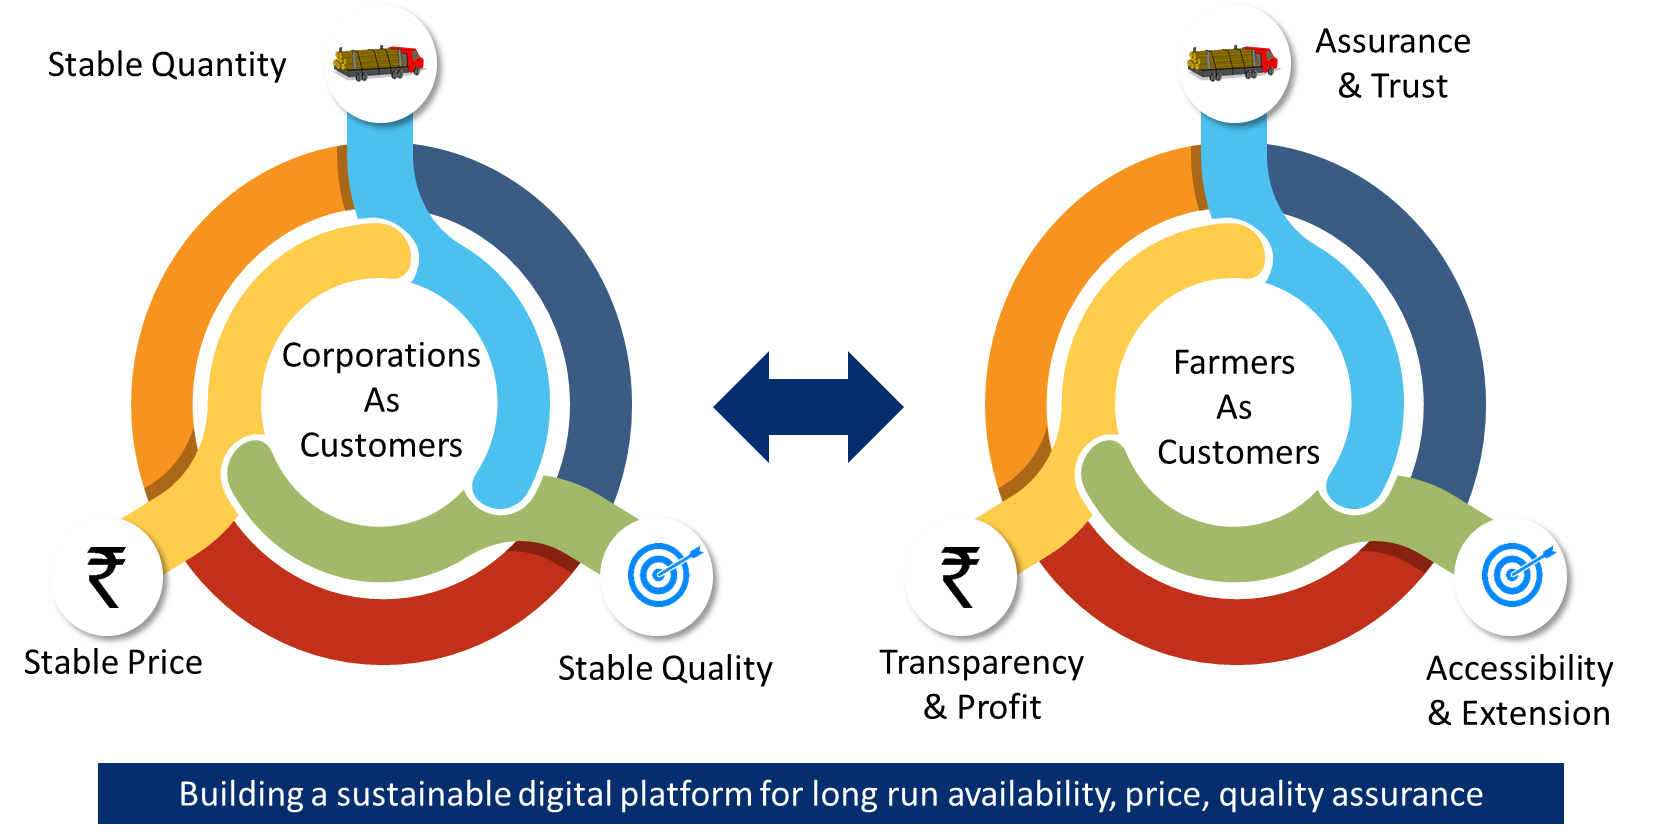 Stable Quantity
Corporations
As
Customers
₹
Stable Price
Stable Quality
Assurance
& Trust
Farmers
As
Customers
₹
Transparency
& Profit
Accessibility
& Extension
Building a sustainable digital platform for long run availability, price, quality assurance